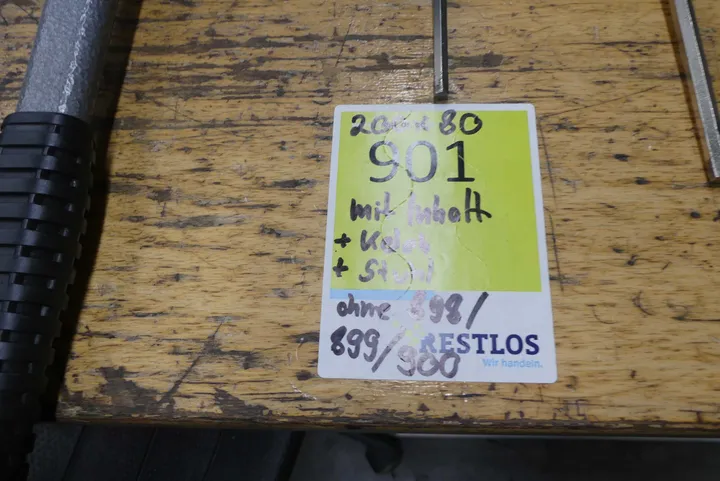 80
901
mit Inhalt
+
+
ohne 898/
899/900
RESTLOS
Wir handeln.